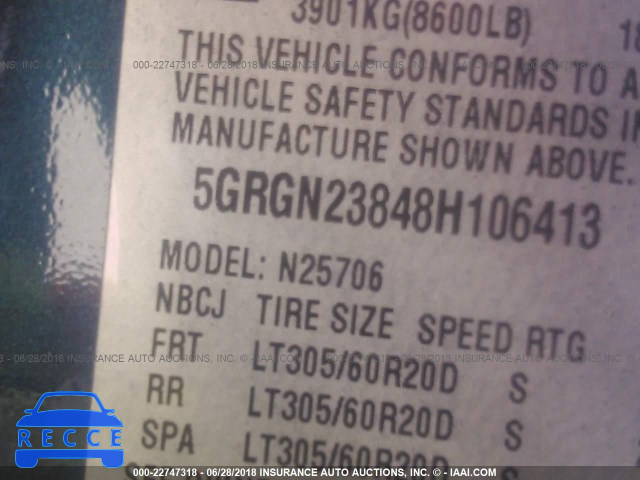 3901KG(8600LB) 18
THIS VEHICLE CONFORMS TO A
VEHICLE SAFETY STANDARDS I
MANUFACTURE SHOWN ABOVE.
5GRGN23848H106413
MODEL: N25706
NBCJ TIRE SIZE SPEED RTG
FRT LT305/60R20D S
RR LT305/60R20D S
SPA LT305/60R20D S
RECCE
000-22747318 - 06/28/2018 INSURANCE AUTO AUCTIONS, INC. - © - IAAI.COM